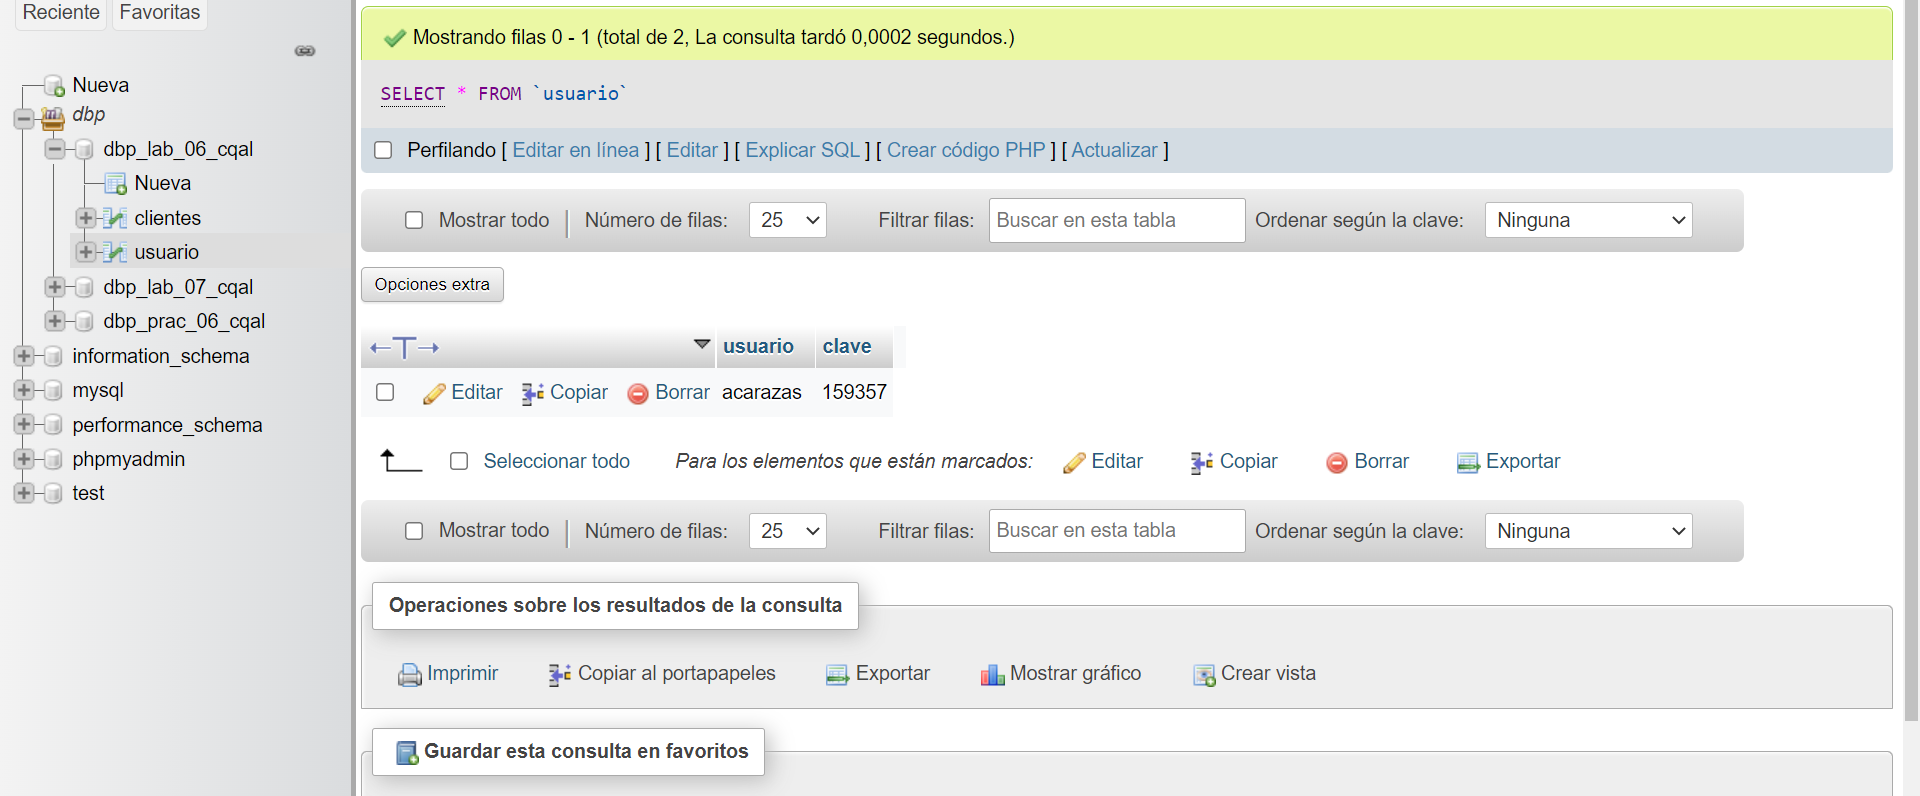 Reciente Favoritas
Nueva
dbp
dbp_lab_06_cqal
Nueva
clientes
usuario
dbp_lab_07_cqal
dbp_prac_06_cqal
information_schema
mysql
performance_schema
phpmyadmin
test
Mostrando filas 0 - 1 (total de 2, La consulta tardó 0,0002 segundos.)
SELECT * FROM `usuario`
Perfilando [ Editar en línea ] [ Editar ] [ Explicar SQL ] [ Crear código PHP ] [ Actualizar ]
Mostrar todo Número de filas: 25 Filtrar filas: Buscar en esta tabla Ordenar según la clave: Ninguna
Opciones extra
←T→ usuario clave
Editar Copiar Borrar acarazas 159357
Seleccionar todo Para los elementos que están marcados: Editar Copiar Borrar Exportar
Mostrar todo Número de filas: 25 Filtrar filas: Buscar en esta tabla Ordenar según la clave: Ninguna
Operaciones sobre los resultados de la consulta
Imprimir Copiar al portapapeles Exportar Mostrar gráfico Crear vista
Guardar esta consulta en favoritos